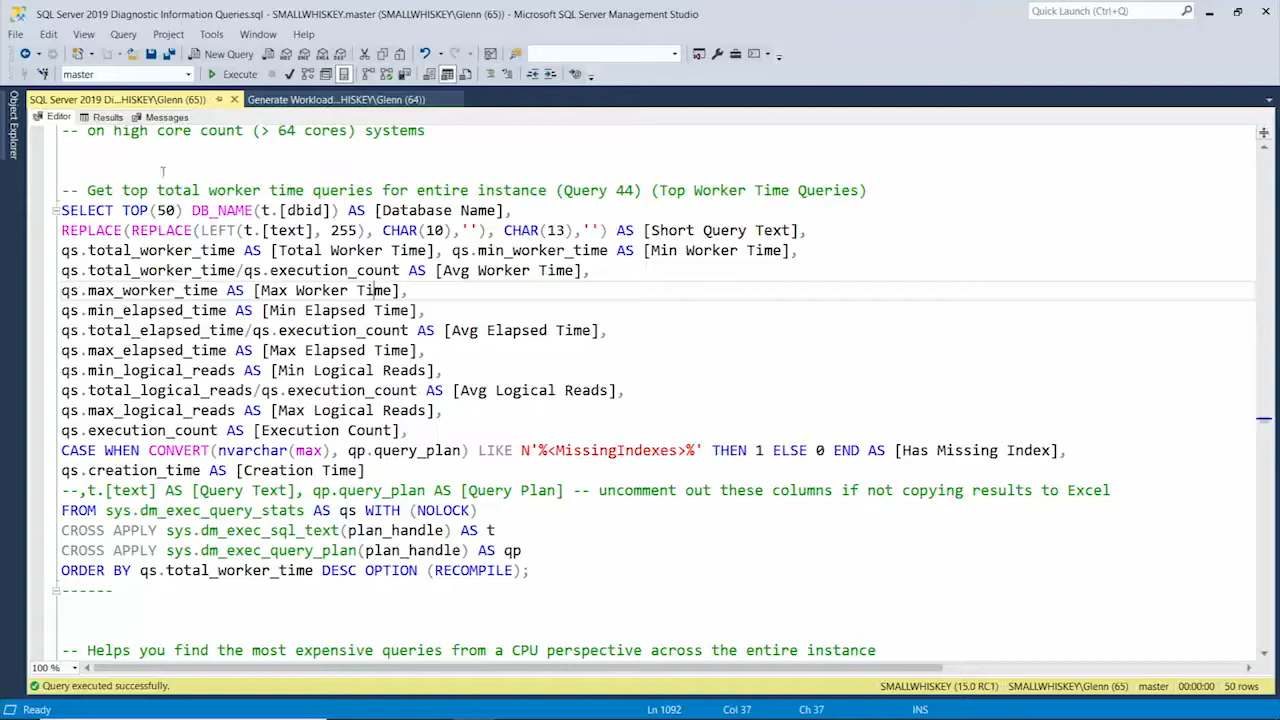 SQL Server 2019 Diagnostic Information Queries.sql - SMALLWHISKEY.master (SMALLWHISKEY\Glenn (65)) - Microsoft SQL Server Management Studio
Quick Launch (Ctrl+Q)
File Edit View Query Project Tools Window Help
New Query
master
Execute
SQL Server 2019 Di...HISKEY\Glenn (65))
Generate Workload...HISKEY\Glenn (64))
Object Explorer
Editor Results Messages
-- on high core count (> 64 cores) systems
-- Get top total worker time queries for entire instance (Query 44) (Top Worker Time Queries)
SELECT TOP(50) DB_NAME(t.[dbid]) AS [Database Name],
REPLACE(REPLACE(LEFT(t.[text], 255), CHAR(10),''), CHAR(13),'') AS [Short Query Text],
qs.total_worker_time AS [Total Worker Time], qs.min_worker_time AS [Min Worker Time],
qs.total_worker_time/qs.execution_count AS [Avg Worker Time],
qs.max_worker_time AS [Max Worker Time],
qs.min_elapsed_time AS [Min Elapsed Time],
qs.total_elapsed_time/qs.execution_count AS [Avg Elapsed Time],
qs.max_elapsed_time AS [Max Elapsed Time],
qs.min_logical_reads AS [Min Logical Reads],
qs.total_logical_reads/qs.execution_count AS [Avg Logical Reads],
qs.max_logical_reads AS [Max Logical Reads],
qs.execution_count AS [Execution Count],
CASE WHEN CONVERT(nvarchar(max), qp.query_plan) LIKE N'%<MissingIndexes>%' THEN 1 ELSE 0 END AS [Has Missing Index],
qs.creation_time AS [Creation Time]
--,t.[text] AS [Query Text], qp.query_plan AS [Query Plan] -- uncomment out these columns if not copying results to Excel
FROM sys.dm_exec_query_stats AS qs WITH (NOLOCK)
CROSS APPLY sys.dm_exec_sql_text(plan_handle) AS t
CROSS APPLY sys.dm_exec_query_plan(plan_handle) AS qp
ORDER BY qs.total_worker_time DESC OPTION (RECOMPILE);
------
-- Helps you find the most expensive queries from a CPU perspective across the entire instance
100 %
Query executed successfully.
SMALLWHISKEY (15.0 RC1) SMALLWHISKEY\Glenn (65) master 00:00:00 50 rows
Ready
Ln 1092 Col 37 Ch 37 INS